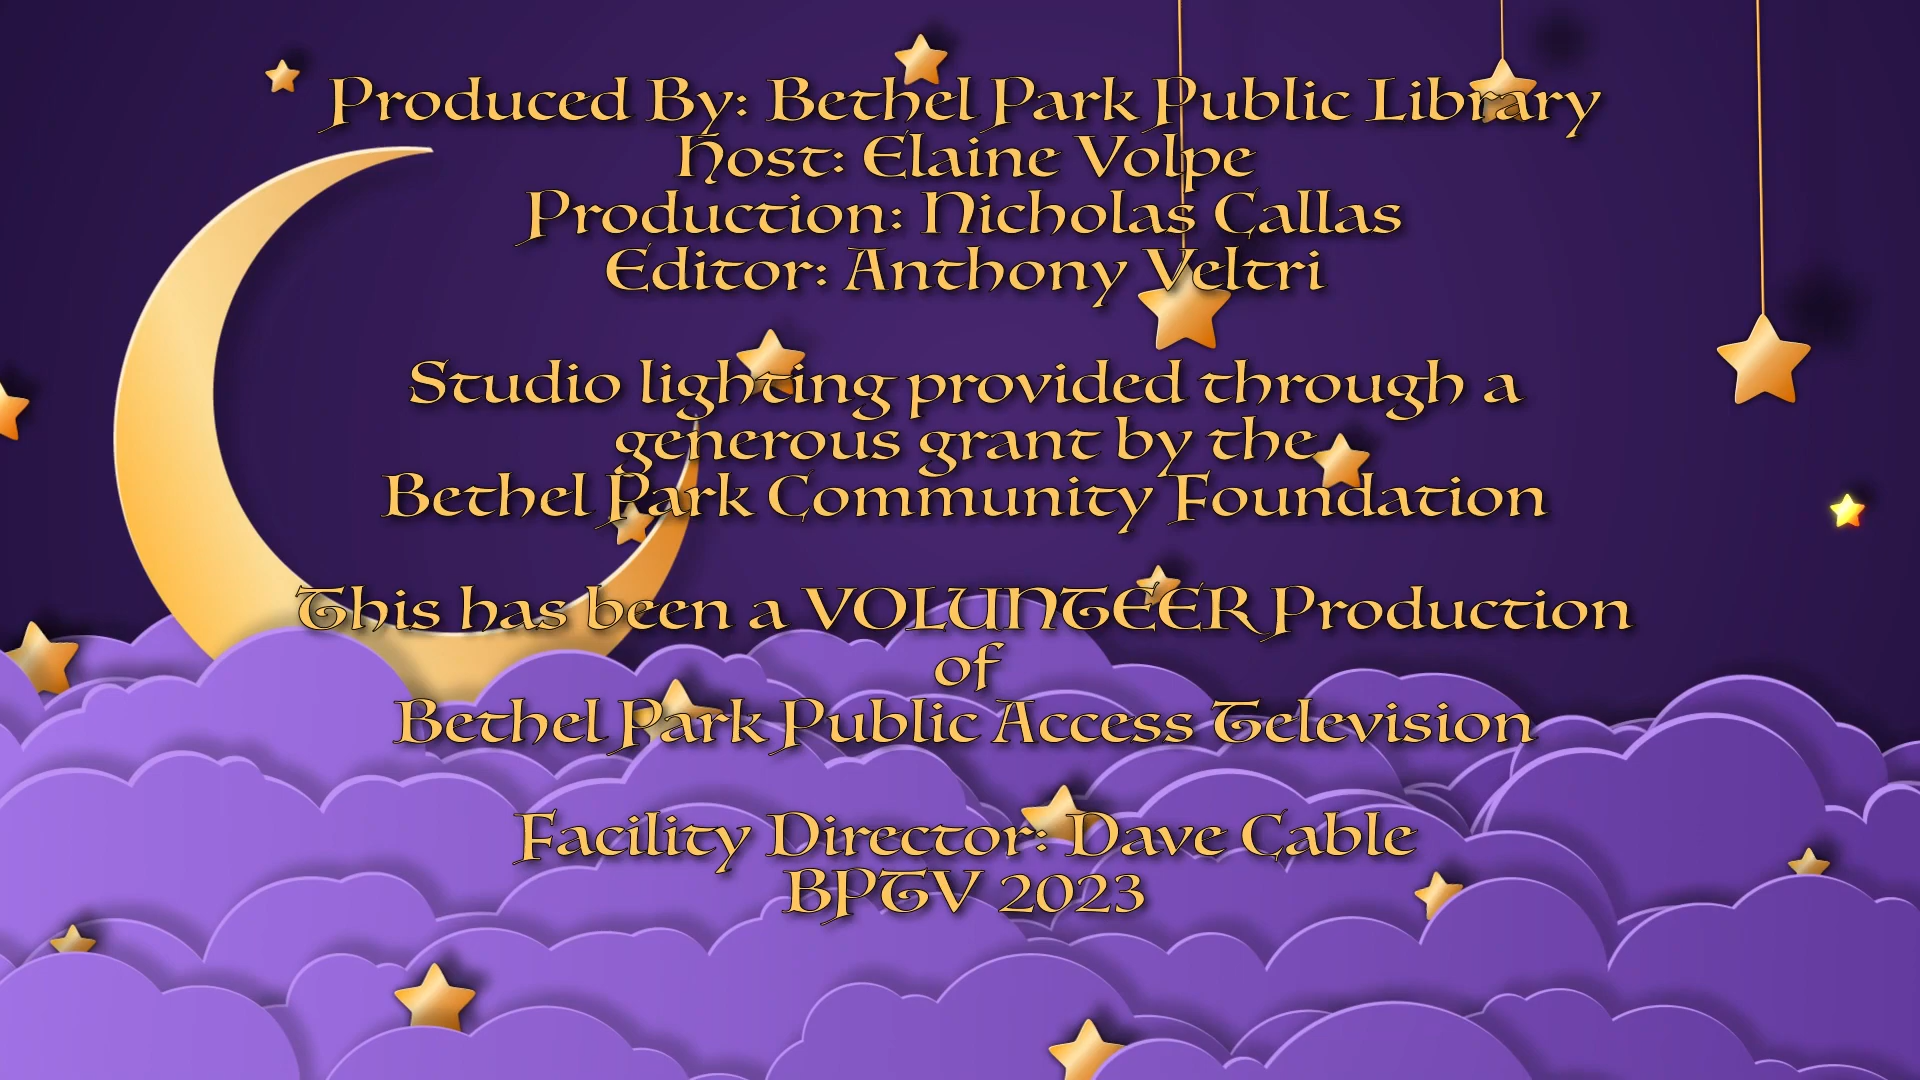 Produced By: Bethel Park Public Library
Host: Elaine Volpe
Production: Nicholas Callas
Editor: Anthony Veltri
Studio lighting provided through a
generous grant by the
Bethel Park Community Foundation
This has been a VOLUNTEER Production
of
Bethel Park Public Access Television
Facility Director: Dave Cable
BPTV 2023